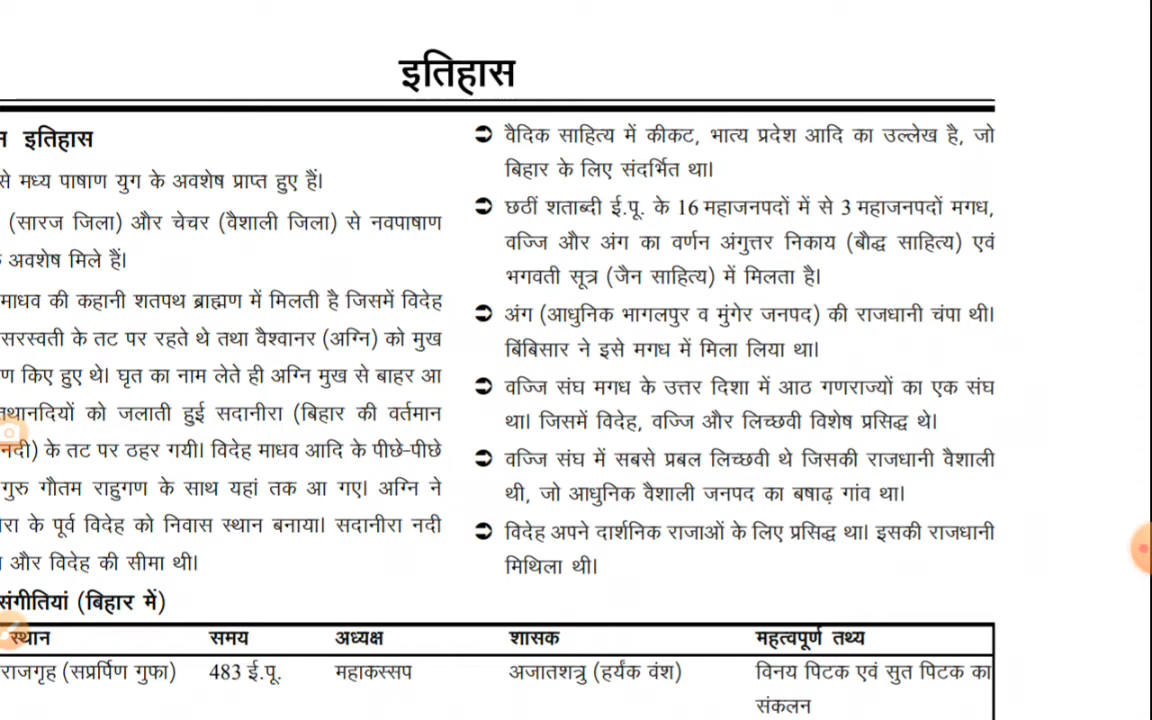 इतिहास
न इतिहास
से मध्य पाषाण युग के अवशेष प्राप्त हुए हैं।
(सारज जिला) और चेचर (वैशाली जिला) से नवपाषाण
अवशेष मिले हैं।
माधव की कहानी शतपथ ब्राह्मण में मिलती है जिसमें विदेह
सरस्वती के तट पर रहते थे तथा वैश्वानर (अग्नि) को मुख
ण किए हुए थे। घृत का नाम लेते ही अग्नि मुख से बाहर आ
तथानदियों को जलाती हुई सदानीरा (बिहार की वर्तमान
नदी) के तट पर ठहर गयी। विदेह माधव आदि के पीछे-पीछे
गुरु गौतम राहुगण के साथ यहां तक आ गए। अग्नि ने
रा के पूर्व विदेह को निवास स्थान बनाया। सदानीरा नदी
और विदेह की सीमा थी।
➲ वैदिक साहित्य में कीकट, भात्य प्रदेश आदि का उल्लेख है, जो
बिहार के लिए संदर्भित था।
➲ छठीं शताब्दी ई.पू. के 16 महाजनपदों में से 3 महाजनपदों मगध,
वज्जि और अंग का वर्णन अंगुत्तर निकाय (बौद्ध साहित्य) एवं
भगवती सूत्र (जैन साहित्य) में मिलता है।
➲ अंग (आधुनिक भागलपुर व मुंगेर जनपद) की राजधानी चंपा थी।
बिंबिसार ने इसे मगध में मिला लिया था।
➲ वज्जि संघ मगध के उत्तर दिशा में आठ गणराज्यों का एक संघ
था। जिसमें विदेह, वज्जि और लिच्छवी विशेष प्रसिद्ध थे।
➲ वज्जि संघ में सबसे प्रबल लिच्छवी थे जिसकी राजधानी वैशाली
थी, जो आधुनिक वैशाली जनपद का बषाढ़ गांव था।
➲ विदेह अपने दार्शनिक राजाओं के लिए प्रसिद्ध था। इसकी राजधानी
मिथिला थी।
संगीतियां (बिहार में)
स्थान समय अध्यक्ष शासक महत्वपूर्ण तथ्य
राजगृह (सप्रर्पिण गुफा) 483 ई.पू. महाकस्सप अजातशत्रु (हर्यंक वंश) विनय पिटक एवं सुत पिटक का
संकलन